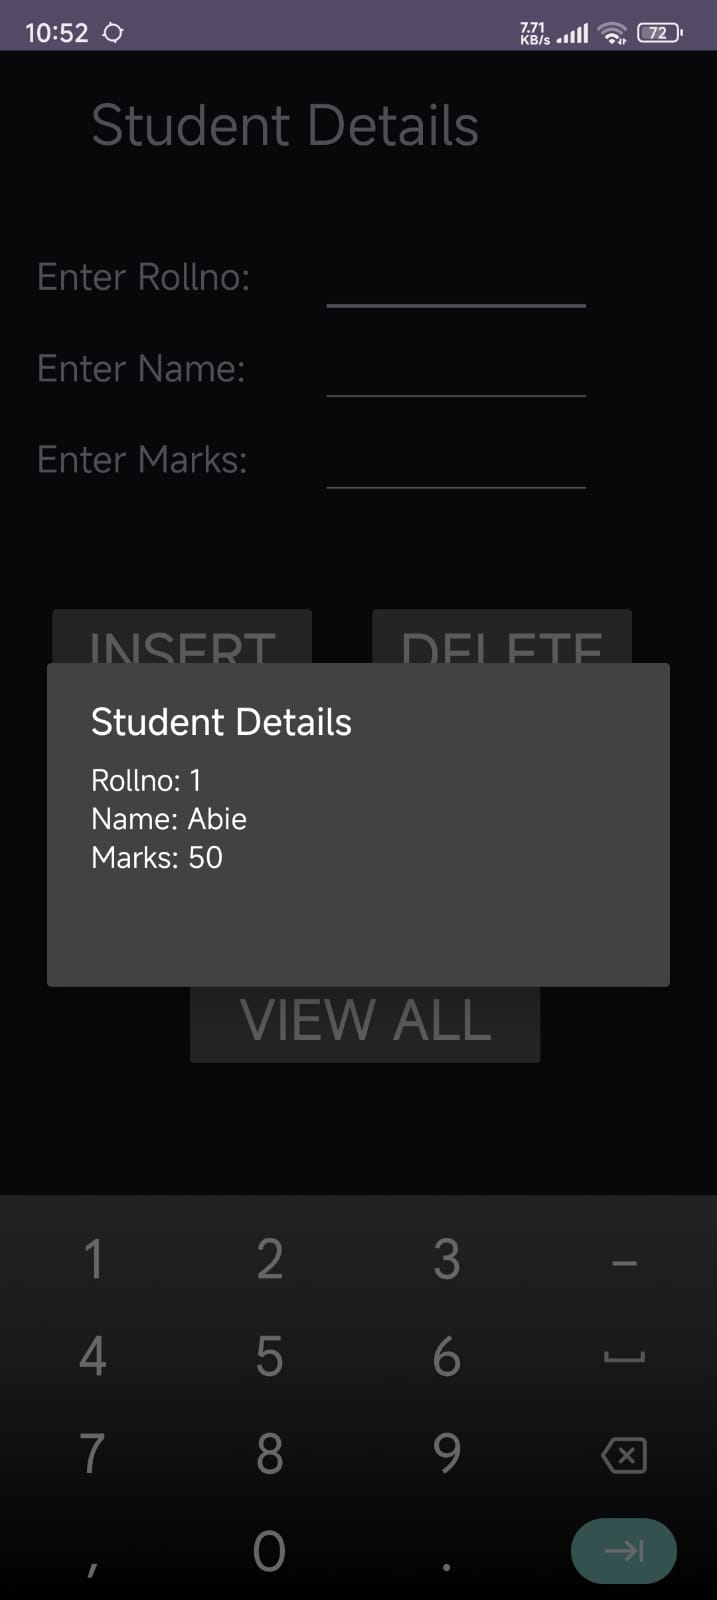 10:52
7.71
KB/s
72
Student Details
Enter Rollno:
Enter Name:
Enter Marks:
INSERT DELETE
Student Details
Rollno: 1
Name: Abie
Marks: 50
VIEW ALL
1 2 3 –
4 5 6
7 8 9
, 0 .